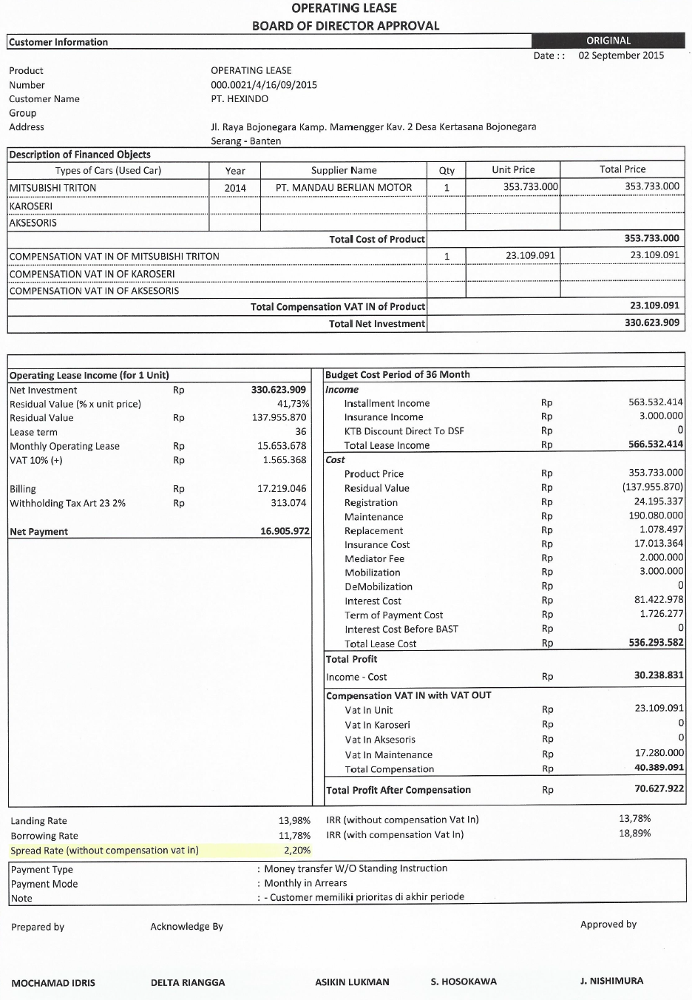 OPERATING LEASE
BOARD OF DIRECTOR APPROVAL
Customer Information
ORIGINAL
Date : : 02 September 2015
Product OPERATING LEASE
Number 000.0021/4/16/09/2015
Customer Name PT. HEXINDO
Group
Address Jl. Raya Bojonegara Kamp. Mamengger Kav. 2 Desa Kertasana Bojonegara
Serang - Banten
Description of Financed Objects
Types of Cars (Used Car) Year Supplier Name Qty Unit Price Total Price
MITSUBISHI TRITON 2014 PT. MANDAU BERLIAN MOTOR 1 353.733.000 353.733.000
KAROSERI
AKSESORIS
Total Cost of Product 353.733.000
COMPENSATION VAT IN OF MITSUBISHI TRITON 1 23.109.091 23.109.091
COMPENSATION VAT IN OF KAROSERI
COMPENSATION VAT IN OF AKSESORIS
Total Compensation VAT IN of Product 23.109.091
Total Net Investment 330.623.909
Operating Lease Income (for 1 Unit)
Net Investment Rp 330.623.909
Residual Value (% x unit price) 41,73%
Residual Value Rp 137.955.870
Lease term 36
Monthly Operating Lease Rp 15.653.678
VAT 10% (+) Rp 1.565.368
Billing Rp 17.219.046
Withholding Tax Art 23 2% Rp 313.074
Net Payment 16.905.972
Budget Cost Period of 36 Month
Income
Installment Income Rp 563.532.414
Insurance Income Rp 3.000.000
KTB Discount Direct To DSF Rp 0
Total Lease Income Rp 566.532.414
Cost
Product Price Rp 353.733.000
Residual Value Rp (137.955.870)
Registration Rp 24.195.337
Maintenance Rp 190.080.000
Replacement Rp 1.078.497
Insurance Cost Rp 17.013.364
Mediator Fee Rp 2.000.000
Mobilization Rp 3.000.000
DeMobilization Rp 0
Interest Cost Rp 81.422.978
Term of Payment Cost Rp 1.726.277
Interest Cost Before BAST Rp 0
Total Lease Cost Rp 536.293.582
Total Profit
Income - Cost Rp 30.238.831
Compensation VAT IN with VAT OUT
Vat In Unit Rp 23.109.091
Vat In Karoseri Rp 0
Vat In Aksesoris Rp 0
Vat In Maintenance Rp 17.280.000
Total Compensation Rp 40.389.091
Total Profit After Compensation Rp 70.627.922
Landing Rate 13,98% IRR (without compensation Vat In) 13,78%
Borrowing Rate 11,78% IRR (with compensation Vat In) 18,89%
Spread Rate (without compensation vat in) 2,20%
Payment Type : Money transfer W/O Standing Instruction
Payment Mode : Monthly in Arrears
Note : - Customer memiliki prioritas di akhir periode
Prepared by Acknowledge By Approved by
MOCHAMAD IDRIS DELTA RIANGGA ASIKIN LUKMAN S. HOSOKAWA J. NISHIMURA